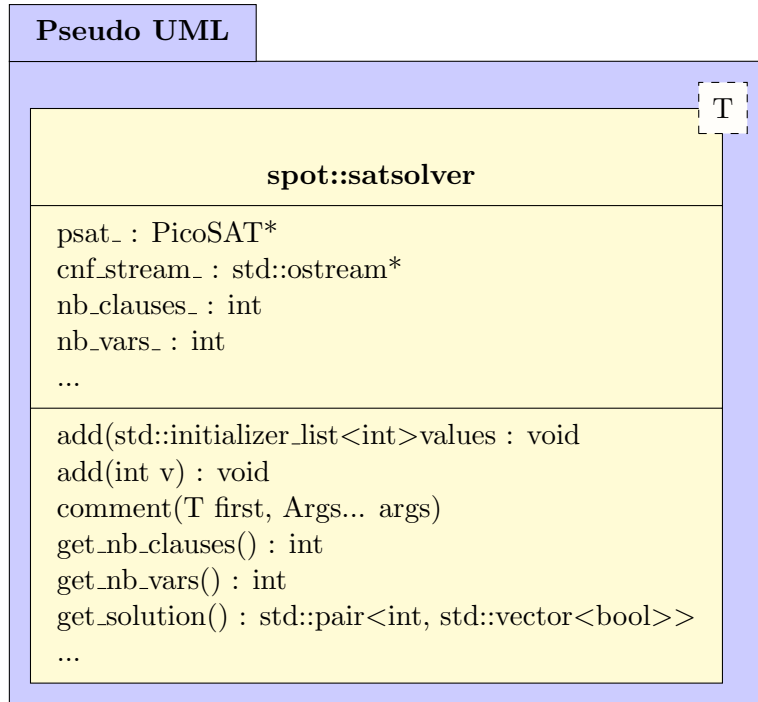 Pseudo UML
T
spot::satsolver
psat_ : PicoSAT*
cnf_stream_ : std::ostream*
nb_clauses_ : int
nb_vars_ : int
...
add(std::initializer_list<int>values : void
add(int v) : void
comment(T first, Args... args)
get_nb_clauses() : int
get_nb_vars() : int
get_solution() : std::pair<int, std::vector<bool>>
...